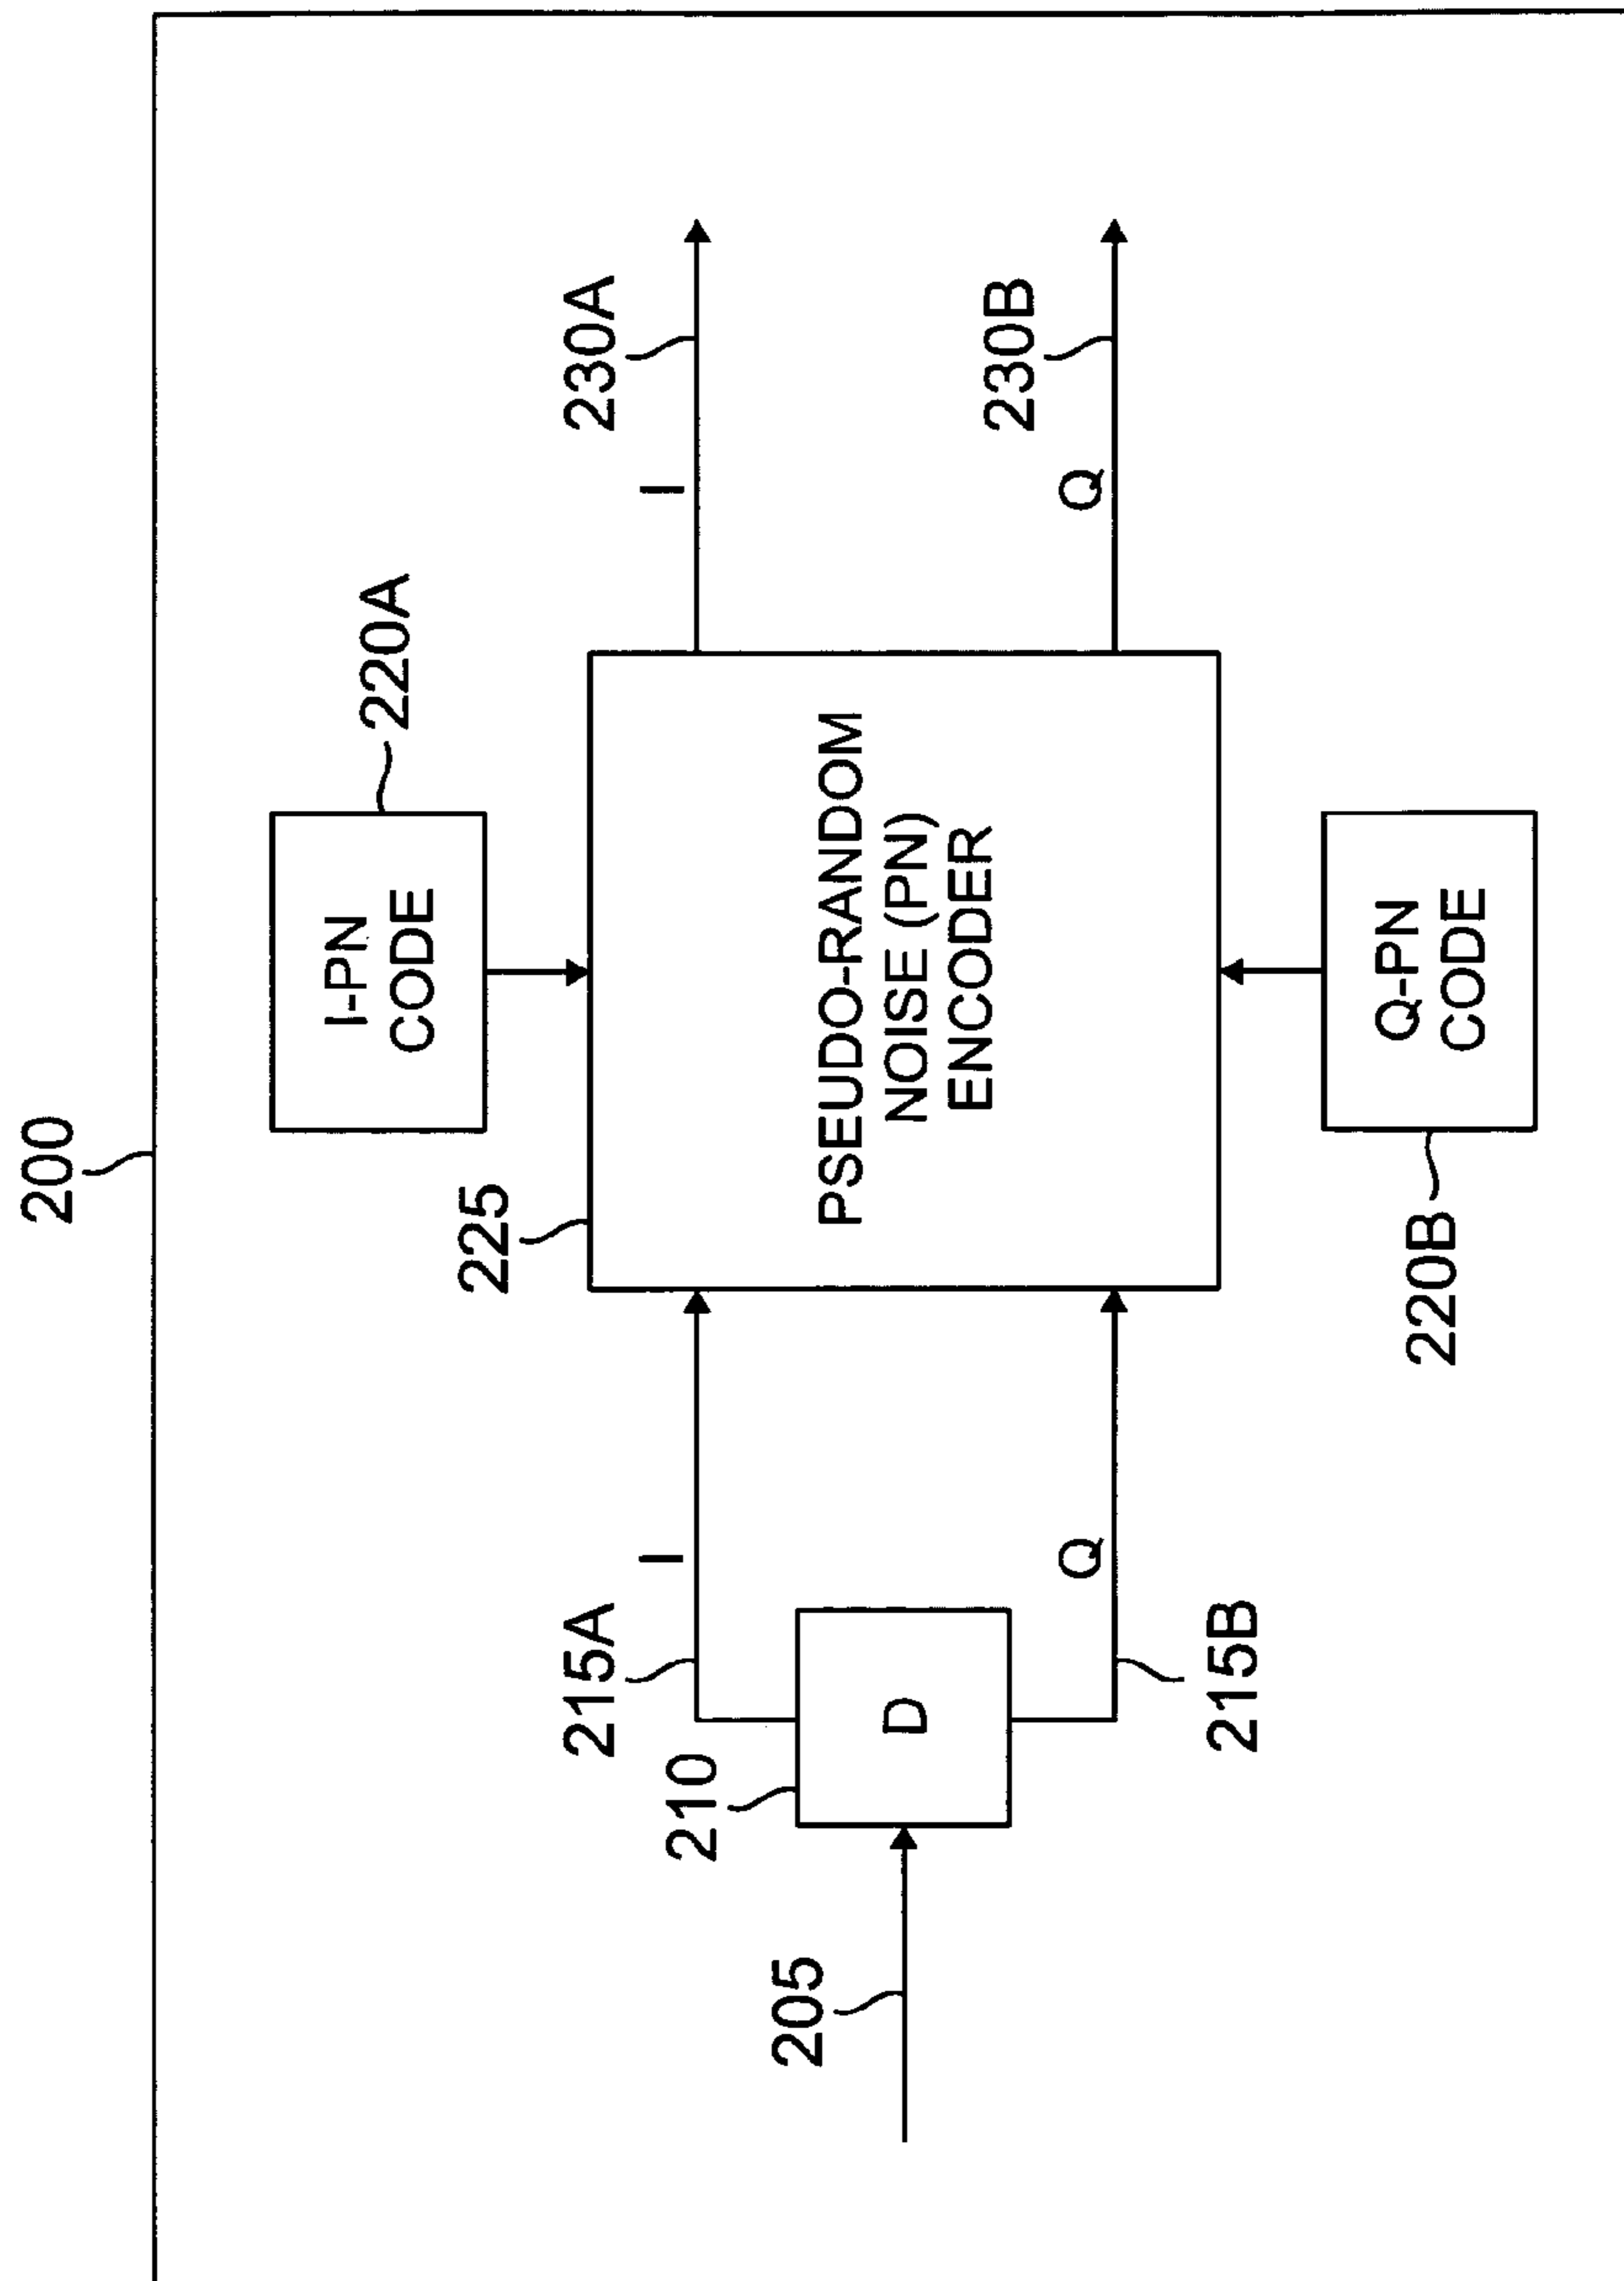 200
220A
I-PN
CODE
225
PSEUDO-RANDOM
NOISE (PN)
ENCODER
215A
I
I
230A
210
D
205
Q
215B
Q
230B
Q-PN
CODE
220B